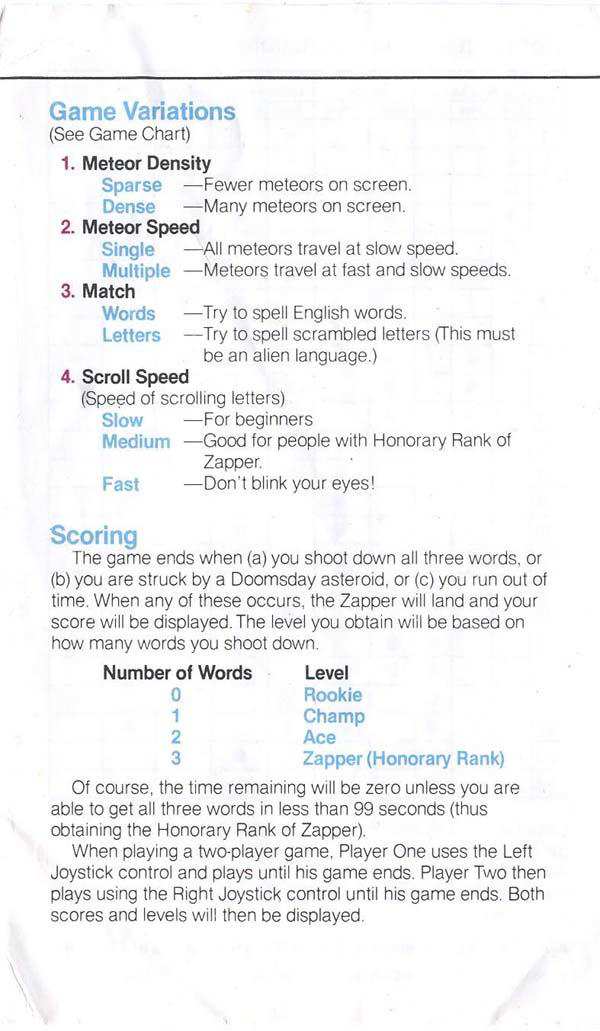 Game Variations
(See Game Chart)
1. Meteor Density
Sparse —Fewer meteors on screen.
Dense —Many meteors on screen.
2. Meteor Speed
Single —All meteors travel at slow speed.
Multiple —Meteors travel at fast and slow speeds.
3. Match
Words —Try to spell English words.
Letters —Try to spell scrambled letters (This must
be an alien language.)
4. Scroll Speed
(Speed of scrolling letters)
Slow —For beginners
Medium —Good for people with Honorary Rank of
Zapper.
Fast —Don't blink your eyes!
Scoring
The game ends when (a) you shoot down all three words, or
(b) you are struck by a Doomsday asteroid, or (c) you run out of
time. When any of these occurs, the Zapper will land and your
score will be displayed. The level you obtain will be based on
how many words you shoot down.
Number of Words Level
0 Rookie
1 Champ
2 Ace
3 Zapper (Honorary Rank)
Of course, the time remaining will be zero unless you are
able to get all three words in less than 99 seconds (thus
obtaining the Honorary Rank of Zapper).
When playing a two-player game, Player One uses the Left
Joystick control and plays until his game ends. Player Two then
plays using the Right Joystick control until his game ends. Both
scores and levels will then be displayed.